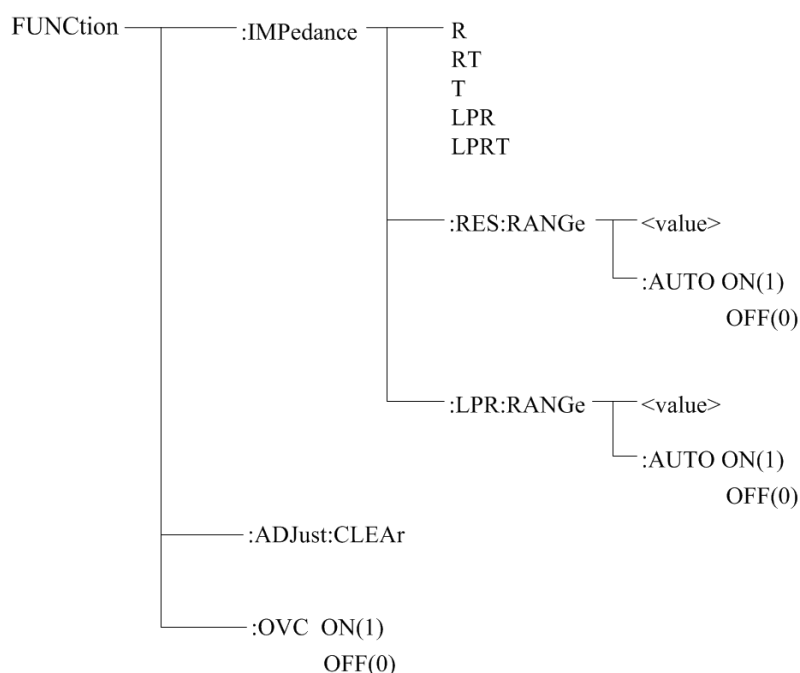 FUNCtion :IMPedance R
RT
T
LPR
LPRT
:RES:RANGe <value>
:AUTO ON(1)
OFF(0)
:LPR:RANGe <value>
:AUTO ON(1)
OFF(0)
:ADJust:CLEAr
:OVC ON(1)
OFF(0)